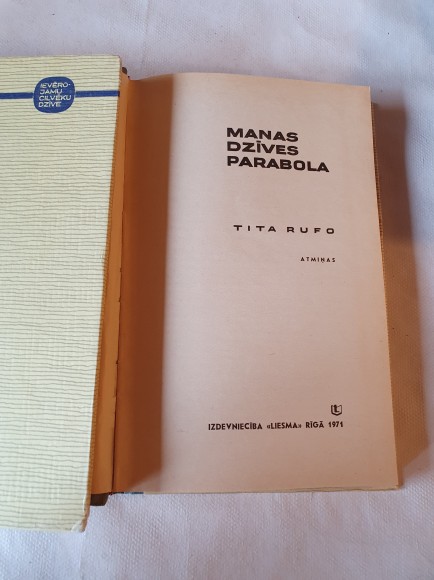 IEVĒRO-
JAMU
CILVĒKU
DZĪVE
MANAS
DZĪVES
PARABOLA
TITA RUFO
ATMIŅAS
IZDEVNIECĪBA «LIESMA» RĪGĀ 1971